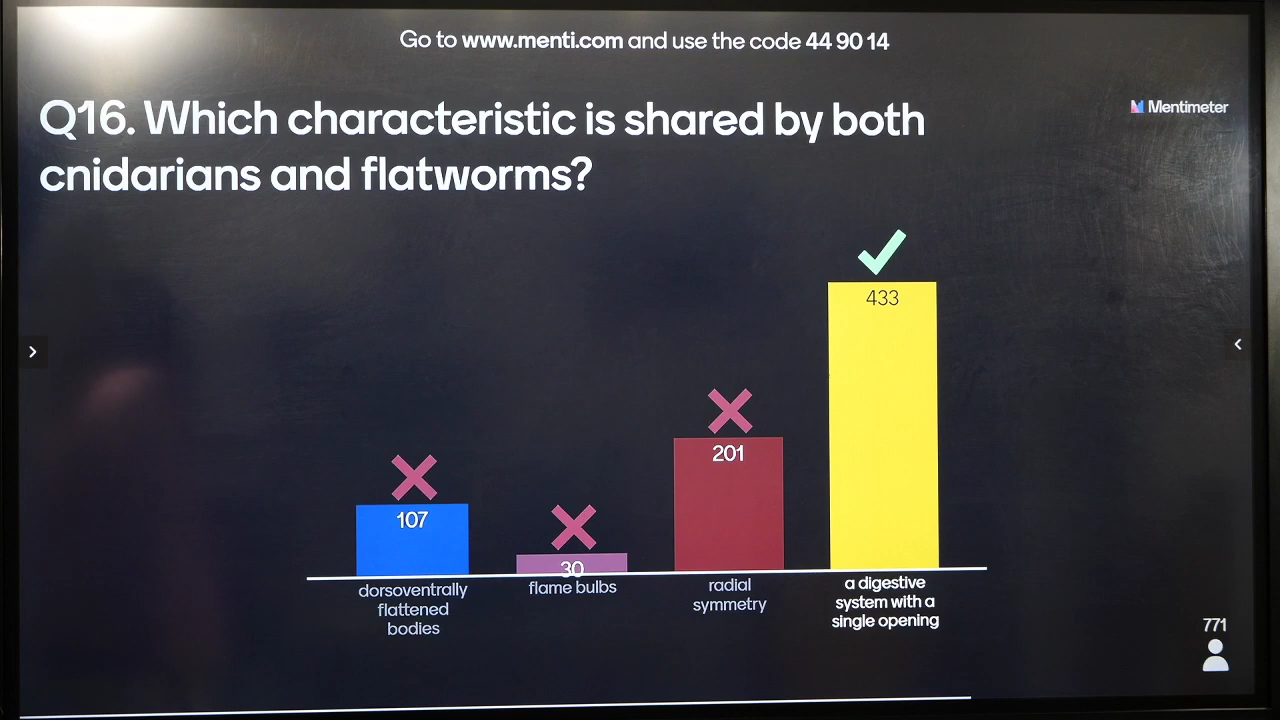 Go to www.menti.com and use the code 44 90 14
Mentimeter
Q16. Which characteristic is shared by both
cnidarians and flatworms?
433
201
107
30
dorsoventrally
flattened
bodies
flame bulbs
radial
symmetry
a digestive
system with a
single opening
771